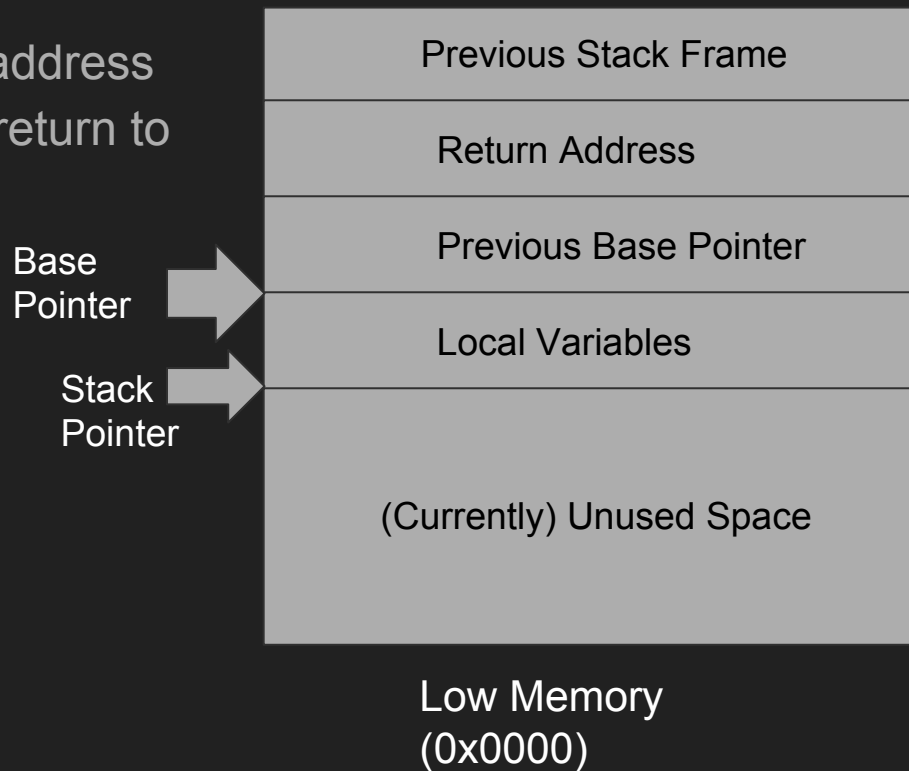 address
return to
Previous Stack Frame
Return Address
Previous Base Pointer
Base
Pointer
Local Variables
Stack
Pointer
(Currently) Unused Space
Low Memory
(0x0000)